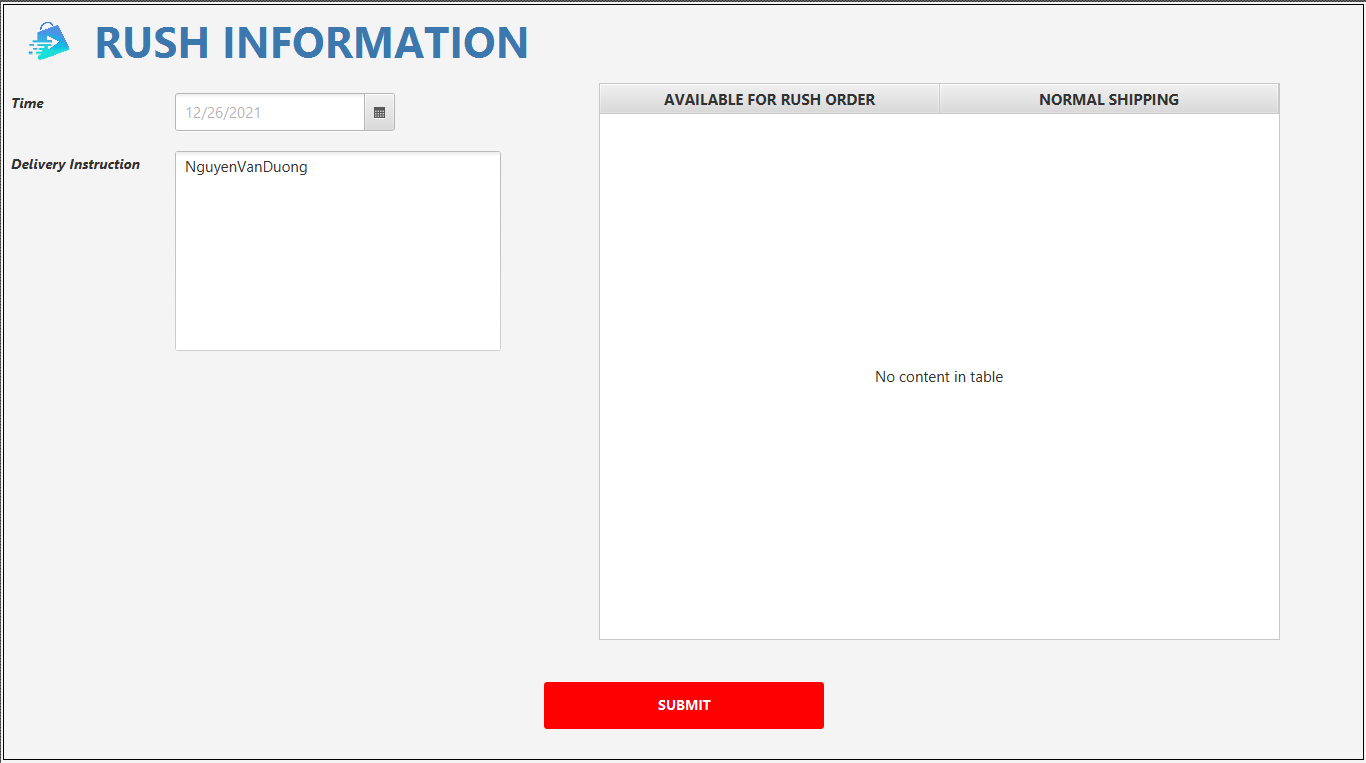 RUSH INFORMATION
Time
12/26/2021
Delivery Instruction
NguyenVanDuong
AVAILABLE FOR RUSH ORDER
NORMAL SHIPPING
No content in table
SUBMIT